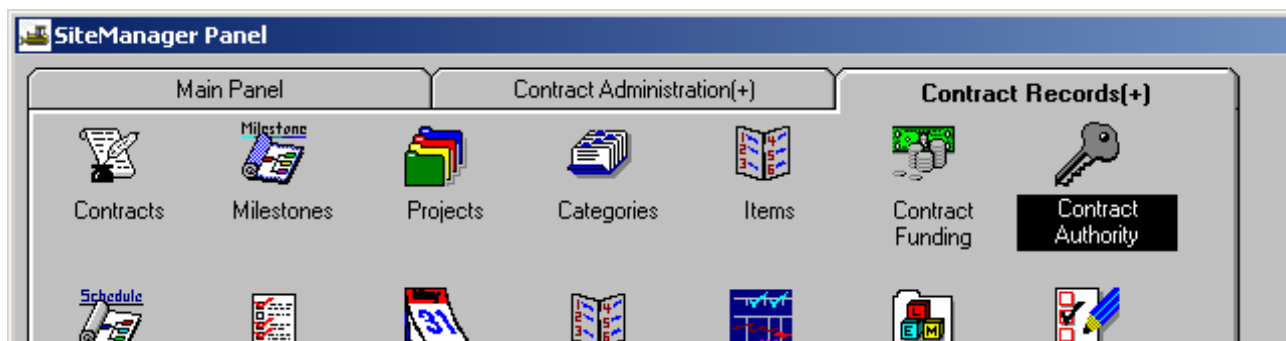 SiteManager Panel
Main Panel
Contract Administration(+)
Contract Records(+)
Milestone
Contracts
Milestones
Projects
Categories
Items
Contract
Funding
Contract
Authority
Schedule
31
L
E M